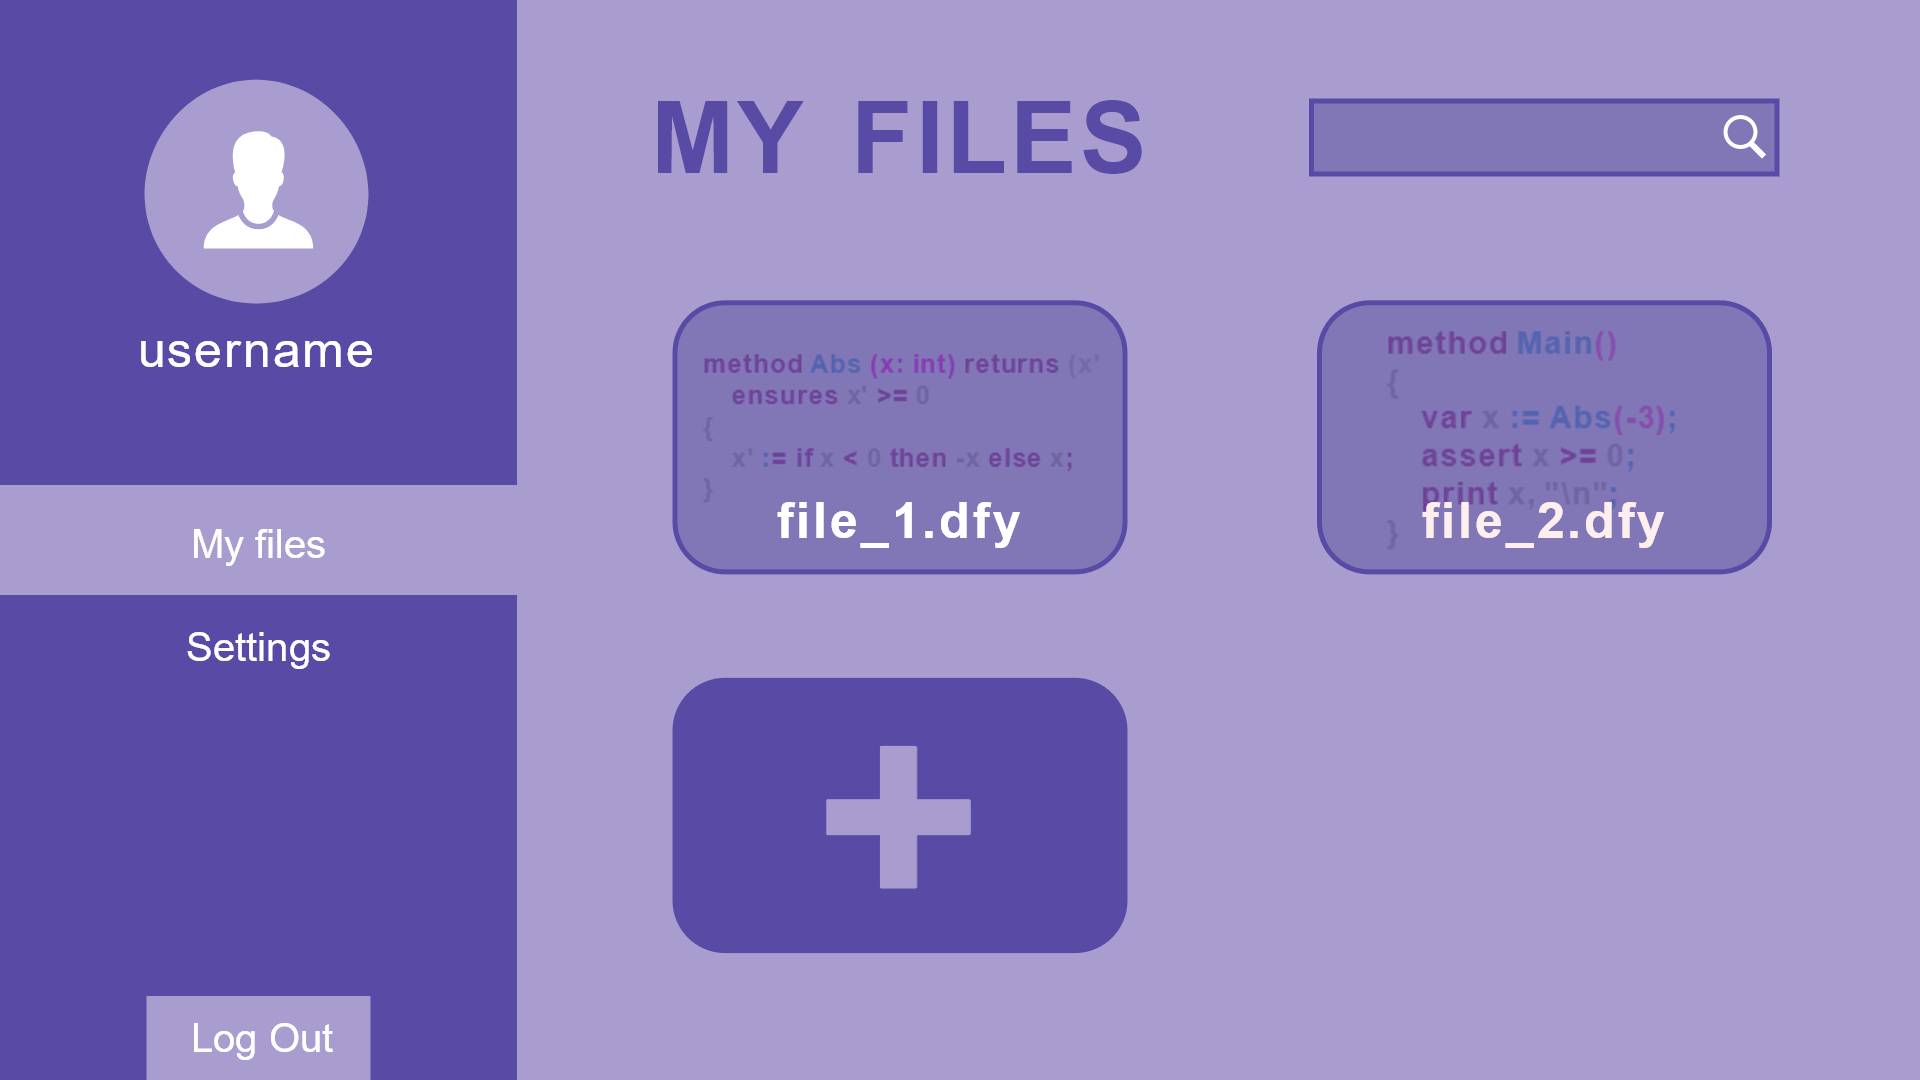 username
My files
Settings
Log Out
MY FILES
method Abs (x: int) returns (x'
ensures x' >= 0
{
x' := if x < 0 then -x else x;
}
file_1.dfy
method Main()
{
var x := Abs(-3);
assert x >= 0;
print x, "\n";
}
file_2.dfy